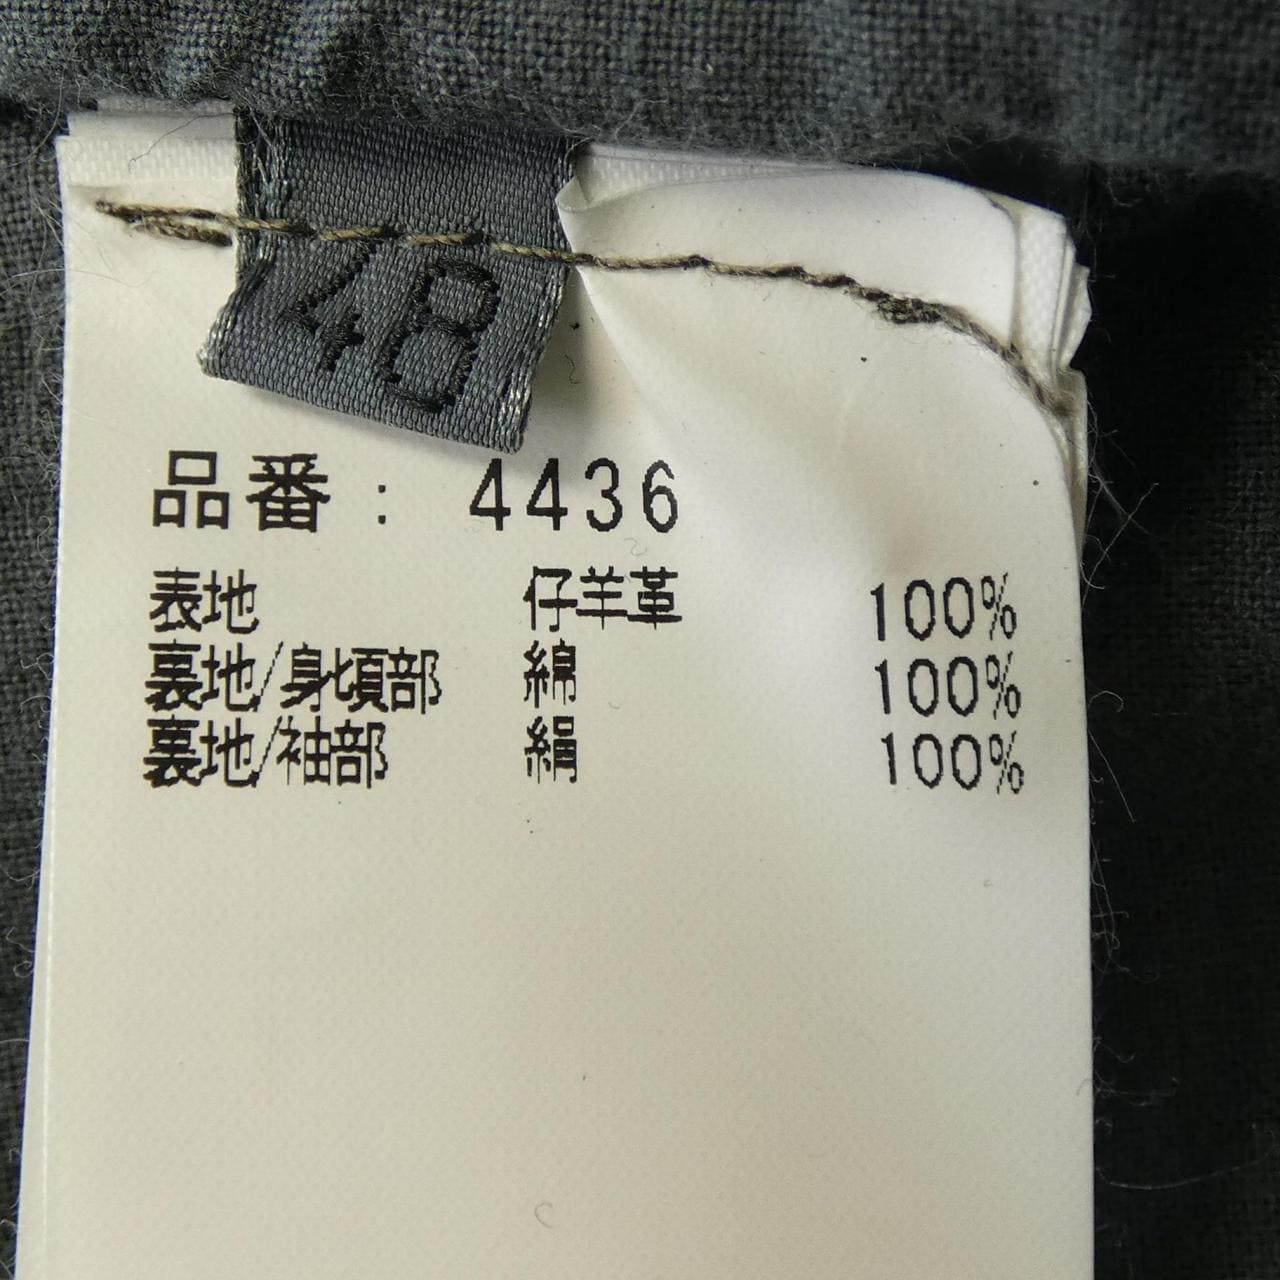 48
品番： 4436
表地 仔羊革 100%
裏地/身頃部 綿 100%
裏地/袖部 絹 100%